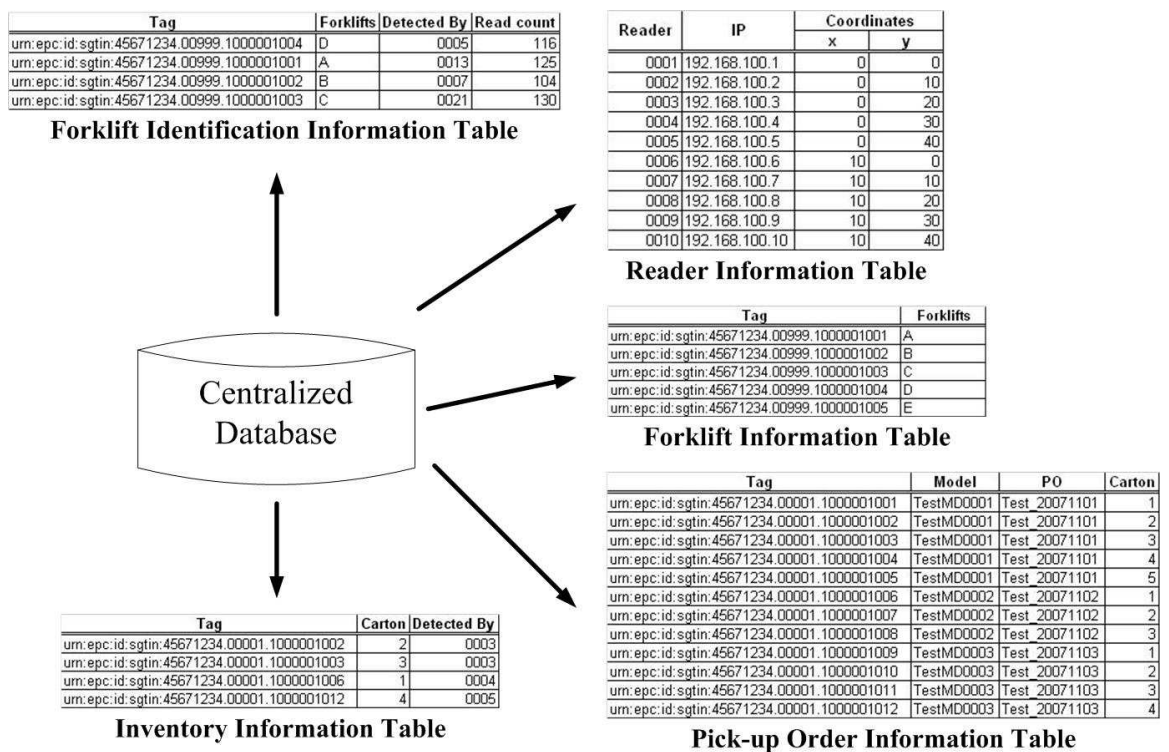 Tag Forklifts Detected By Read count
urn:epc:id:sgtin:45671234.00999.1000001004 D 0005 116
urn:epc:id:sgtin:45671234.00999.1000001001 A 0013 125
urn:epc:id:sgtin:45671234.00999.1000001002 B 0007 104
urn:epc:id:sgtin:45671234.00999.1000001003 C 0021 130
Forklift Identification Information Table
Reader IP Coordinates
x y
0001 192.168.100.1 0 0
0002 192.168.100.2 0 10
0003 192.168.100.3 0 20
0004 192.168.100.4 0 30
0005 192.168.100.5 0 40
0006 192.168.100.6 10 0
0007 192.168.100.7 10 10
0008 192.168.100.8 10 20
0009 192.168.100.9 10 30
0010 192.168.100.10 10 40
Reader Information Table
Tag Forklifts
urn:epc:id:sgtin:45671234.00999.1000001001 A
urn:epc:id:sgtin:45671234.00999.1000001002 B
urn:epc:id:sgtin:45671234.00999.1000001003 C
urn:epc:id:sgtin:45671234.00999.1000001004 D
urn:epc:id:sgtin:45671234.00999.1000001005 E
Forklift Information Table
Centralized
Database
Tag Model PO Carton
urn:epc:id:sgtin:45671234.00001.1000001001 TestMD0001 Test_20071101 1
urn:epc:id:sgtin:45671234.00001.1000001002 TestMD0001 Test_20071101 2
urn:epc:id:sgtin:45671234.00001.1000001003 TestMD0001 Test_20071101 3
urn:epc:id:sgtin:45671234.00001.1000001004 TestMD0001 Test_20071101 4
urn:epc:id:sgtin:45671234.00001.1000001005 TestMD0001 Test_20071101 5
urn:epc:id:sgtin:45671234.00001.1000001006 TestMD0002 Test_20071102 1
urn:epc:id:sgtin:45671234.00001.1000001007 TestMD0002 Test_20071102 2
urn:epc:id:sgtin:45671234.00001.1000001008 TestMD0002 Test_20071102 3
urn:epc:id:sgtin:45671234.00001.1000001009 TestMD0003 Test_20071103 1
urn:epc:id:sgtin:45671234.00001.1000001010 TestMD0003 Test_20071103 2
urn:epc:id:sgtin:45671234.00001.1000001011 TestMD0003 Test_20071103 3
urn:epc:id:sgtin:45671234.00001.1000001012 TestMD0003 Test_20071103 4
Pick-up Order Information Table
Tag Carton Detected By
urn:epc:id:sgtin:45671234.00001.1000001002 2 0003
urn:epc:id:sgtin:45671234.00001.1000001003 3 0003
urn:epc:id:sgtin:45671234.00001.1000001006 1 0004
urn:epc:id:sgtin:45671234.00001.1000001012 4 0005
Inventory Information Table